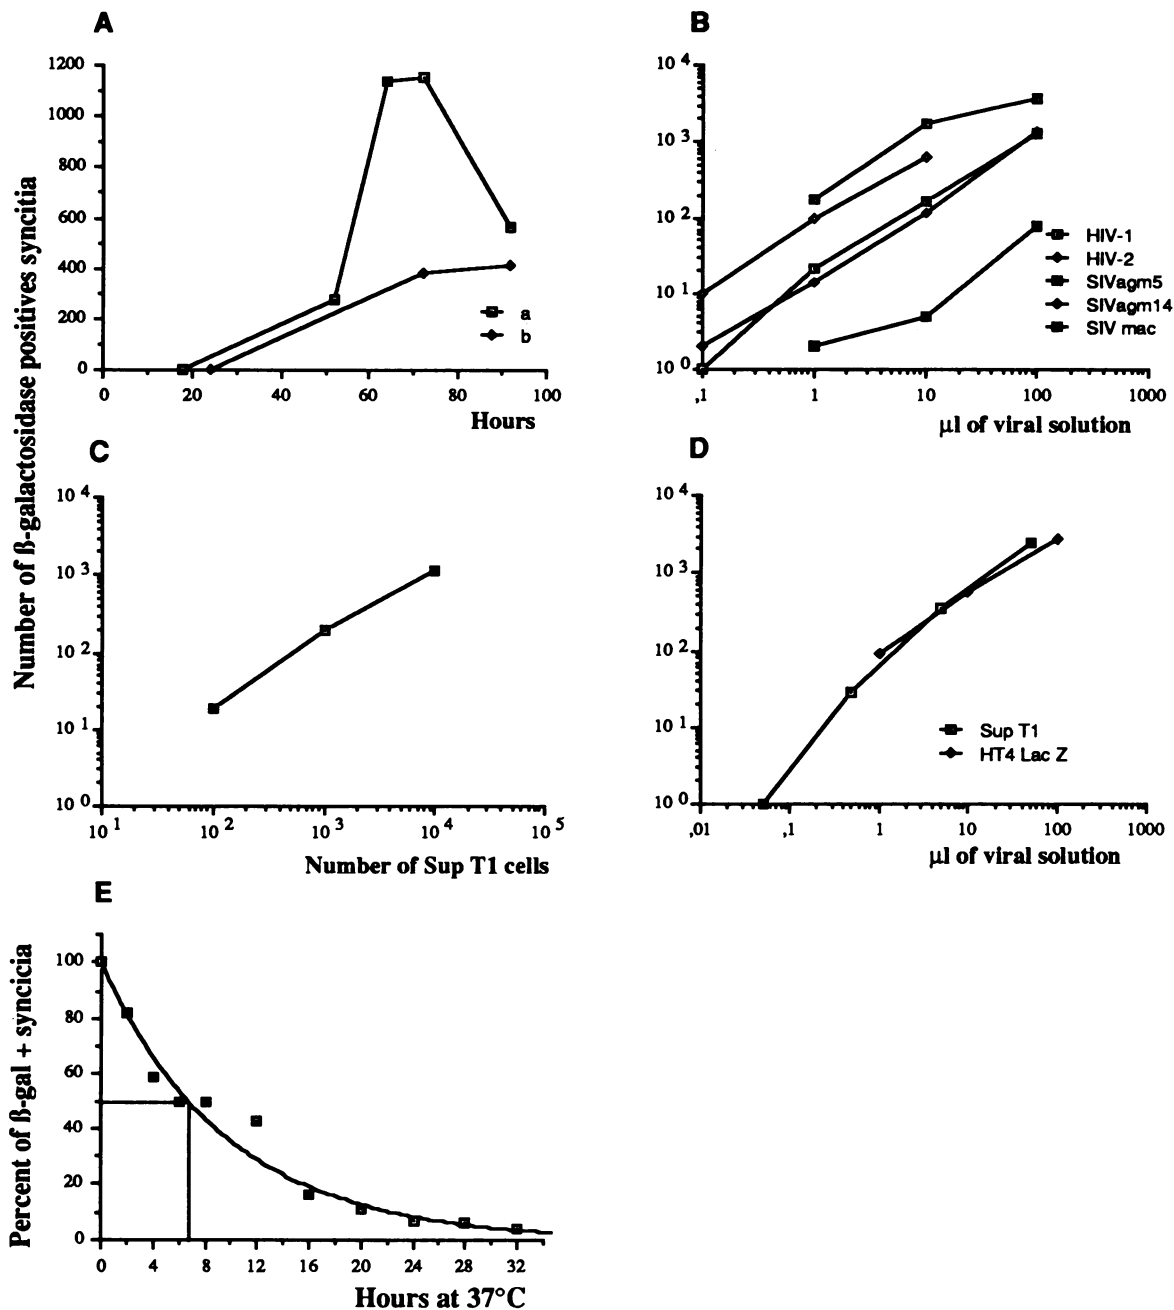 A
Number of ß-galactosidase positives syncitia
1200
1000
800
600
400
200
0
0 20 40 60 80 100
Hours
a
b
B
10 4
10 3
10 2
10 1
10 0
,1 1 10 100 1000
µl of viral solution
HIV-1
HIV-2
SIVagm5
SIVagm14
SIV mac
C
10 4
10 3
10 2
10 1
10 0
10 1 10 2 10 3 10 4 10 5
Number of Sup T1 cells
D
10 4
10 3
10 2
10 1
10 0
,01 ,1 1 10 100 1000
µl of viral solution
Sup T1
HT4 Lac Z
E
Percent of ß-gal + syncicia
100
80
60
40
20
0
0 4 8 12 16 20 24 28 32
Hours at 37°C